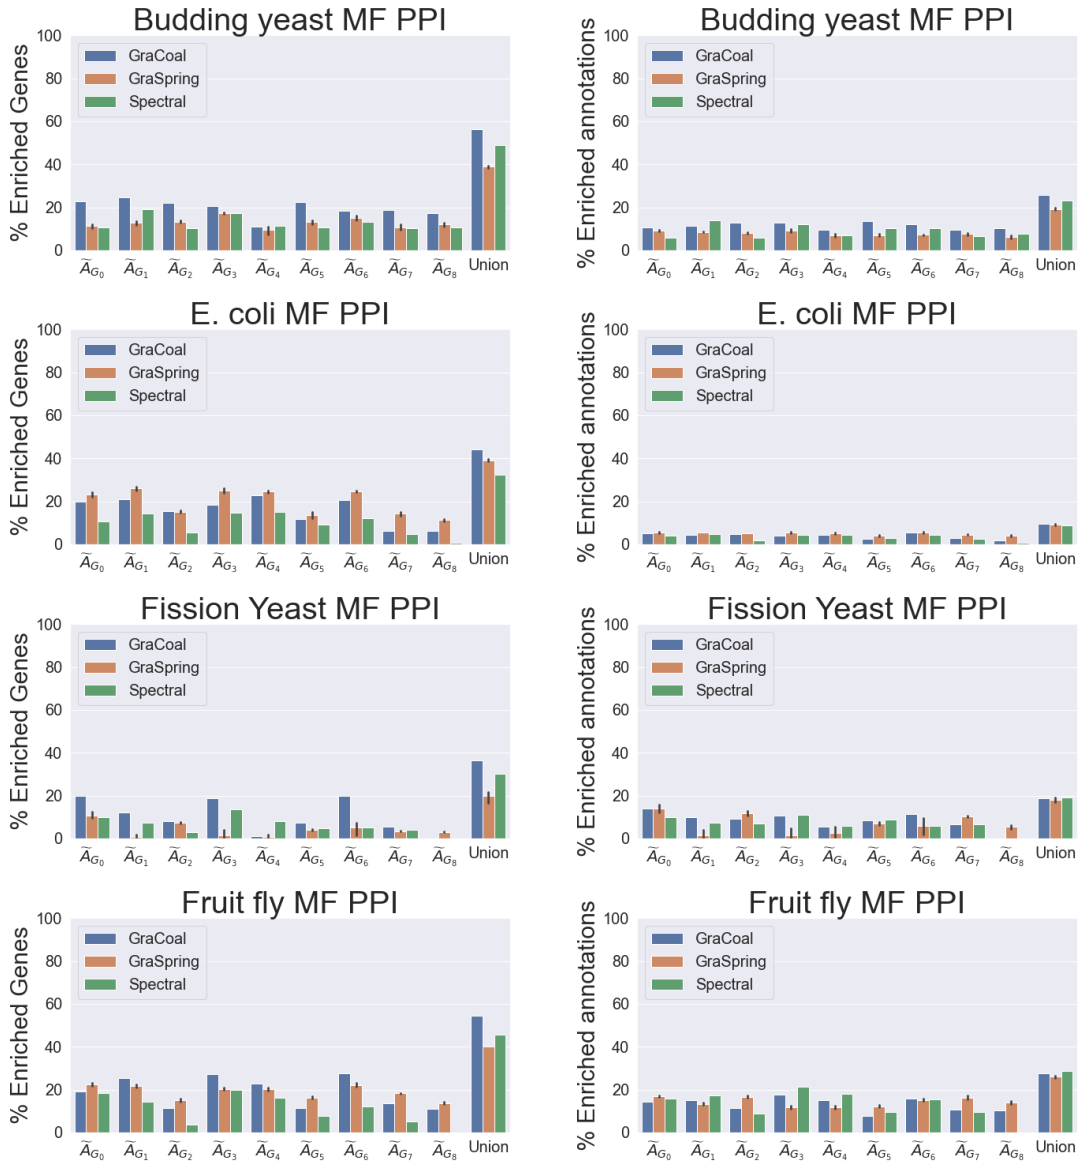 Budding yeast MF PPI
% Enriched Genes
100
80
60
40
20
0
GraCoal
GraSpring
Spectral
ÃG₀ ÃG₁ ÃG₂ ÃG₃ ÃG₄ ÃG₅ ÃG₆ ÃG₇ ÃG₈ Union
Budding yeast MF PPI
% Enriched annotations
100
80
60
40
20
0
GraCoal
GraSpring
Spectral
ÃG₀ ÃG₁ ÃG₂ ÃG₃ ÃG₄ ÃG₅ ÃG₆ ÃG₇ ÃG₈ Union
E. coli MF PPI
% Enriched Genes
100
80
60
40
20
0
GraCoal
GraSpring
Spectral
ÃG₀ ÃG₁ ÃG₂ ÃG₃ ÃG₄ ÃG₅ ÃG₆ ÃG₇ ÃG₈ Union
E. coli MF PPI
% Enriched annotations
100
80
60
40
20
0
GraCoal
GraSpring
Spectral
ÃG₀ ÃG₁ ÃG₂ ÃG₃ ÃG₄ ÃG₅ ÃG₆ ÃG₇ ÃG₈ Union
Fission Yeast MF PPI
% Enriched Genes
100
80
60
40
20
0
GraCoal
GraSpring
Spectral
ÃG₀ ÃG₁ ÃG₂ ÃG₃ ÃG₄ ÃG₅ ÃG₆ ÃG₇ ÃG₈ Union
Fission Yeast MF PPI
% Enriched annotations
100
80
60
40
20
0
GraCoal
GraSpring
Spectral
ÃG₀ ÃG₁ ÃG₂ ÃG₃ ÃG₄ ÃG₅ ÃG₆ ÃG₇ ÃG₈ Union
Fruit fly MF PPI
% Enriched Genes
100
80
60
40
20
0
GraCoal
GraSpring
Spectral
ÃG₀ ÃG₁ ÃG₂ ÃG₃ ÃG₄ ÃG₅ ÃG₆ ÃG₇ ÃG₈ Union
Fruit fly MF PPI
% Enriched annotations
100
80
60
40
20
0
GraCoal
GraSpring
Spectral
ÃG₀ ÃG₁ ÃG₂ ÃG₃ ÃG₄ ÃG₅ ÃG₆ ÃG₇ ÃG₈ Union